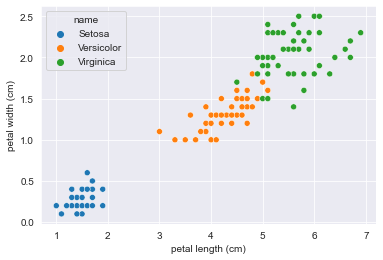 name
Setosa
Versicolor
Virginica
2.5
2.0
1.5
1.0
0.5
0.0
petal width (cm)
1 2 3 4 5 6 7
petal length (cm)